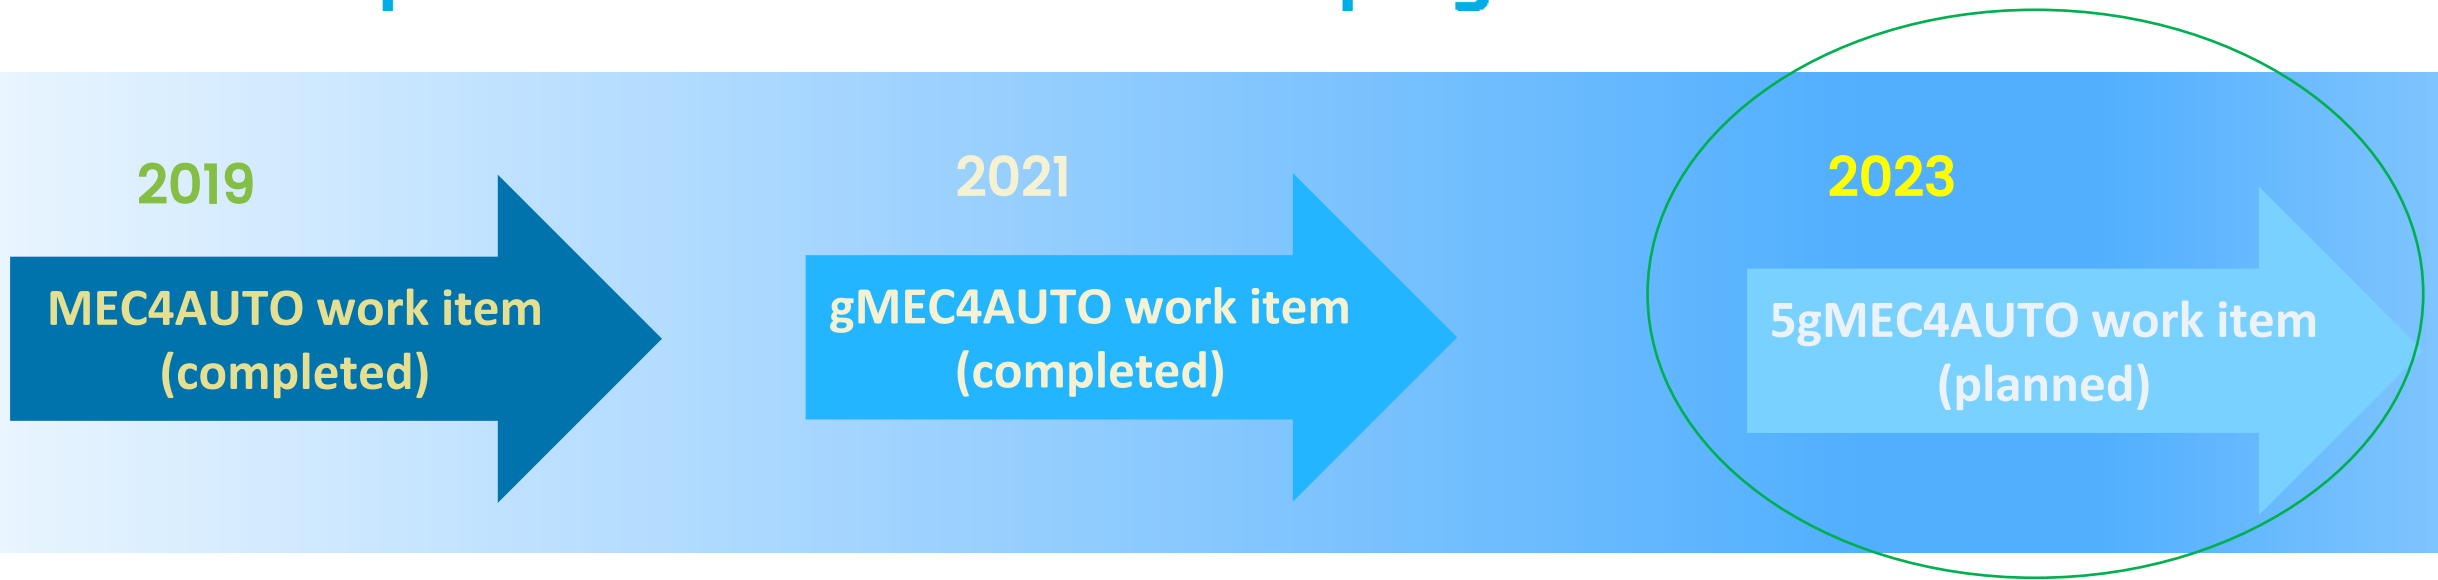 2019
MEC4AUTO work item
(completed)
2021
gMEC4AUTO work item
(completed)
2023
5gMEC4AUTO work item
(planned)